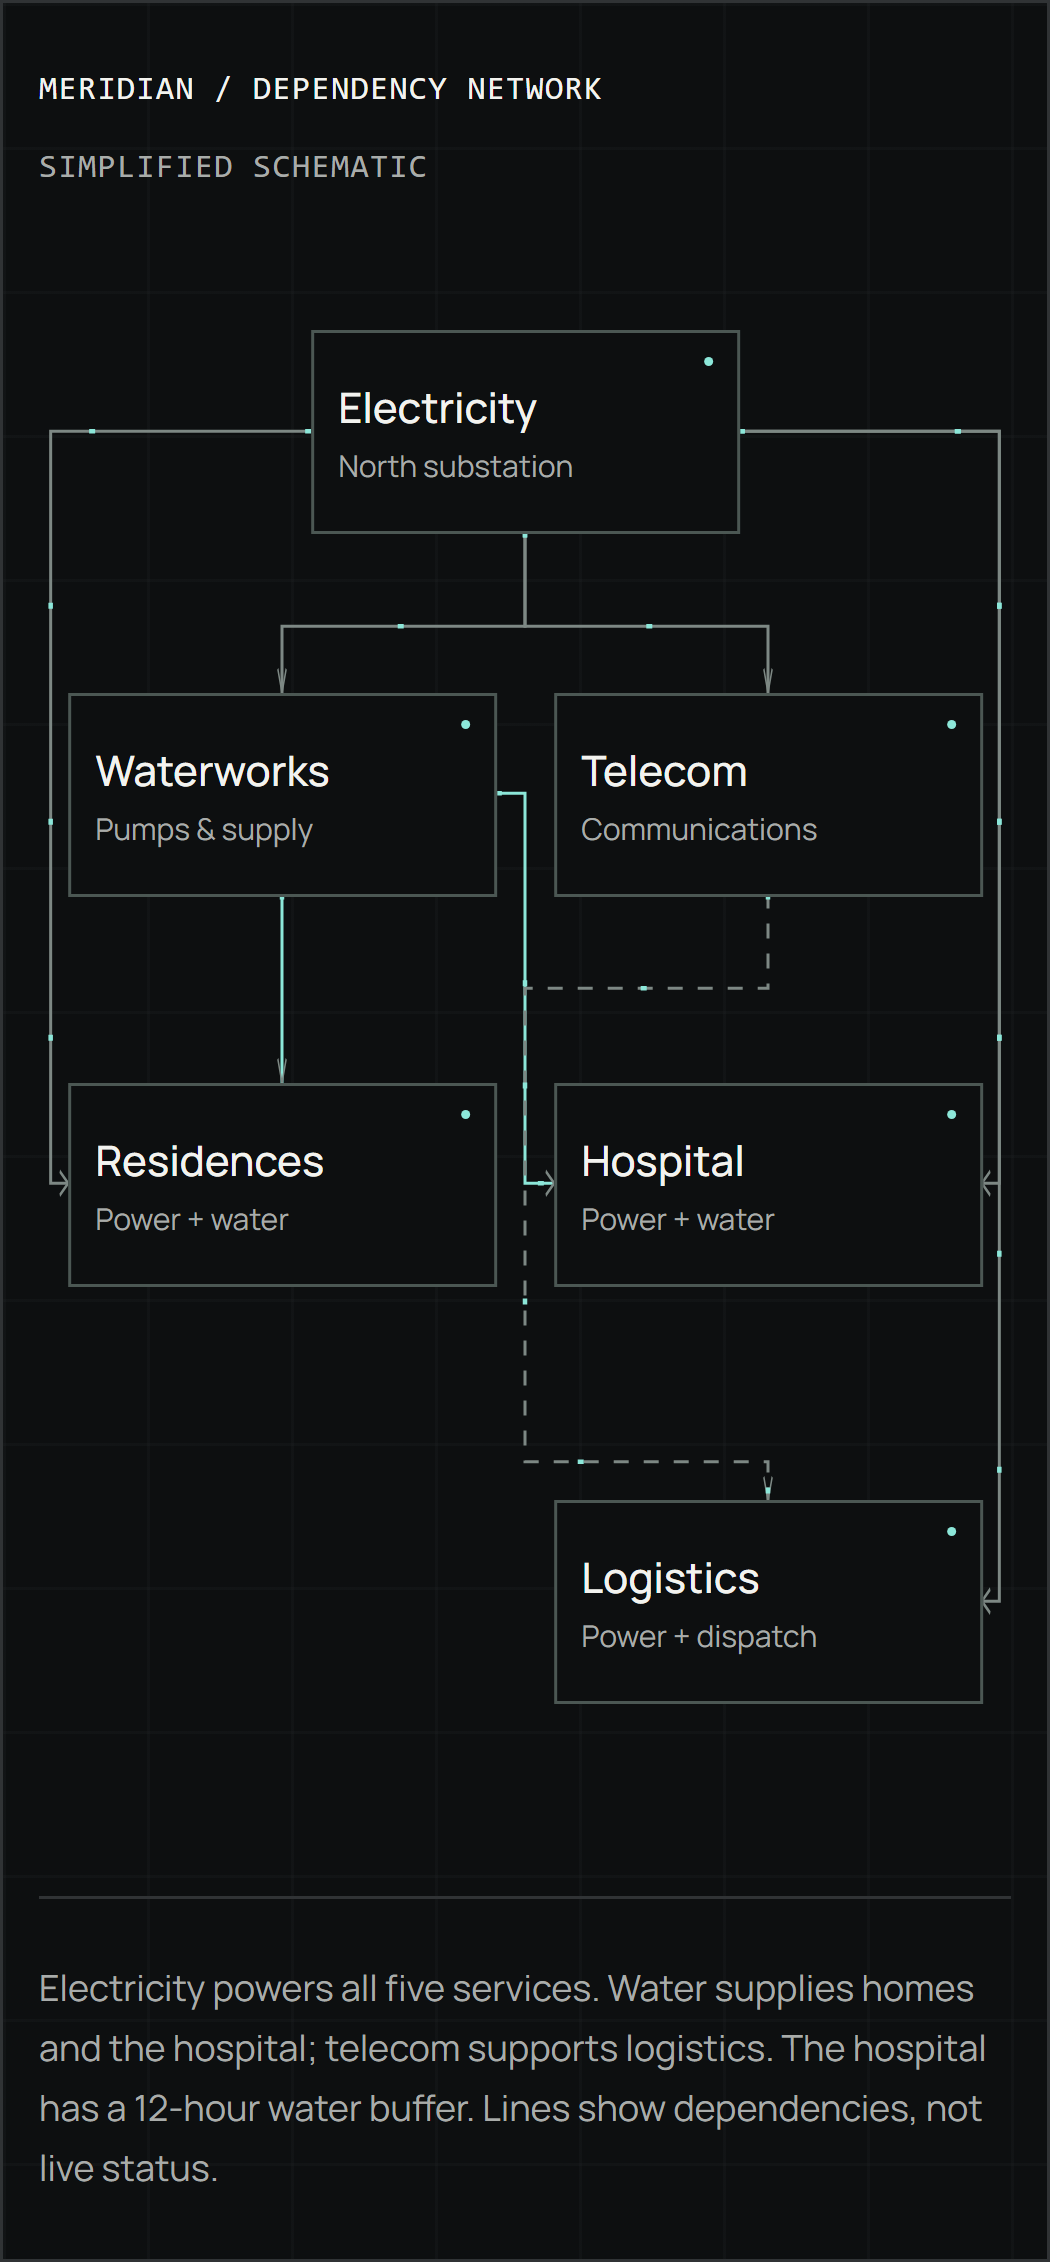 MERIDIAN / DEPENDENCY NETWORK
SIMPLIFIED SCHEMATIC
Electricity
North substation
Waterworks
Pumps & supply
Telecom
Communications
Residences
Power + water
Hospital
Power + water
Logistics
Power + dispatch
Electricity powers all five services. Water supplies homes
and the hospital; telecom supports logistics. The hospital
has a 12-hour water buffer. Lines show dependencies, not
live status.